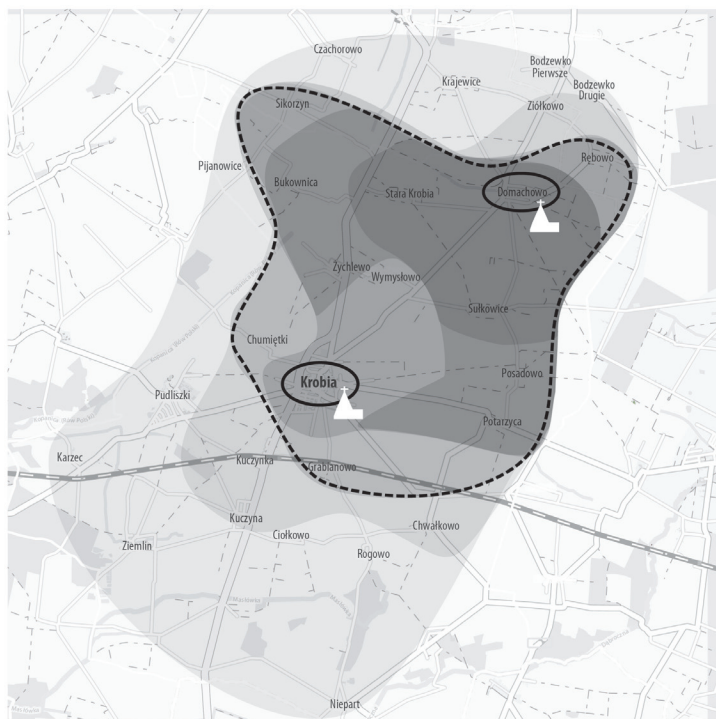 Czachorowo
Bodzewko
Pierwsze
Krajewice
Bodzewko
Drugie
Sikorzyn
Ziółkowo
Rębowo
Pijanowice
Bukownica
Stara Krobia
Domachowo
Żychlewo
Wymysłowo
Sułkowice
Chumiętki
Krobia
Posadowo
Pudliszki
Potarzyca
Karzec
Kuczynka
Grabianowo
Kuczyna
Ciołkowo
Chwałkowo
Ziemlin
Rogowo
Niepart